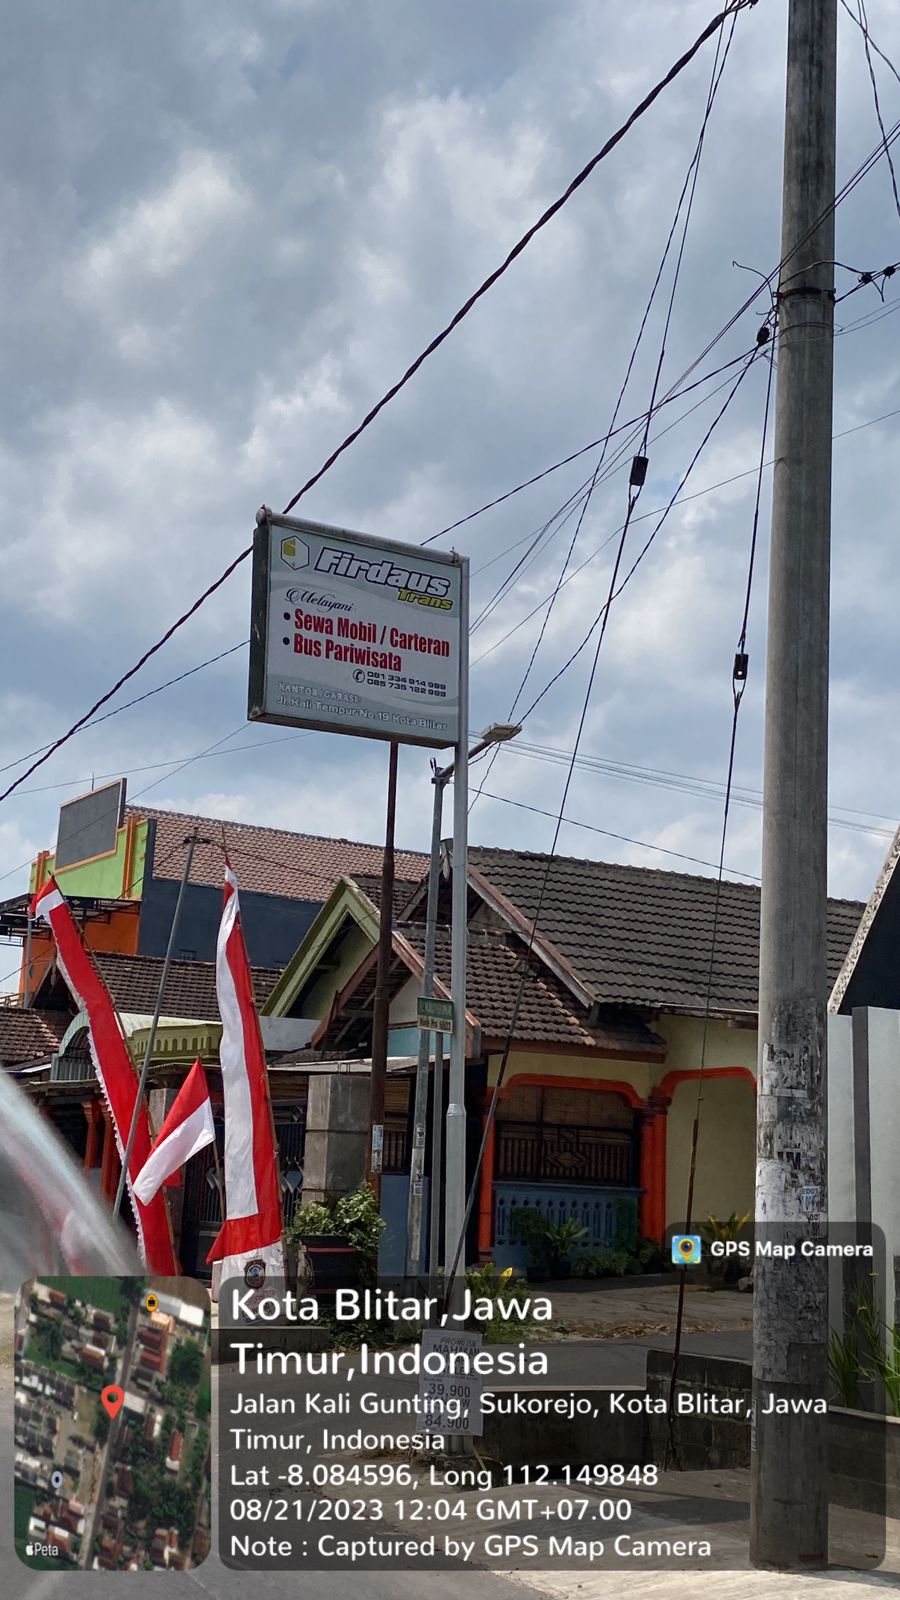 Firdaus
Trans
Melayani
• Sewa Mobil / Carteran
• Bus Pariwisata
081 334 914 999
085 735 122 999
KANTOR/GARASI
Jl. Kali Tempur No.19 Kota Blitar
MAHAKAM
39,900
84.900
GPS Map Camera
Kota Blitar,Jawa
Timur,Indonesia
Jalan Kali Gunting, Sukorejo, Kota Blitar, Jawa
Timur, Indonesia
Lat -8.084596, Long 112.149848
08/21/2023 12:04 GMT+07.00
Note : Captured by GPS Map Camera
Peta